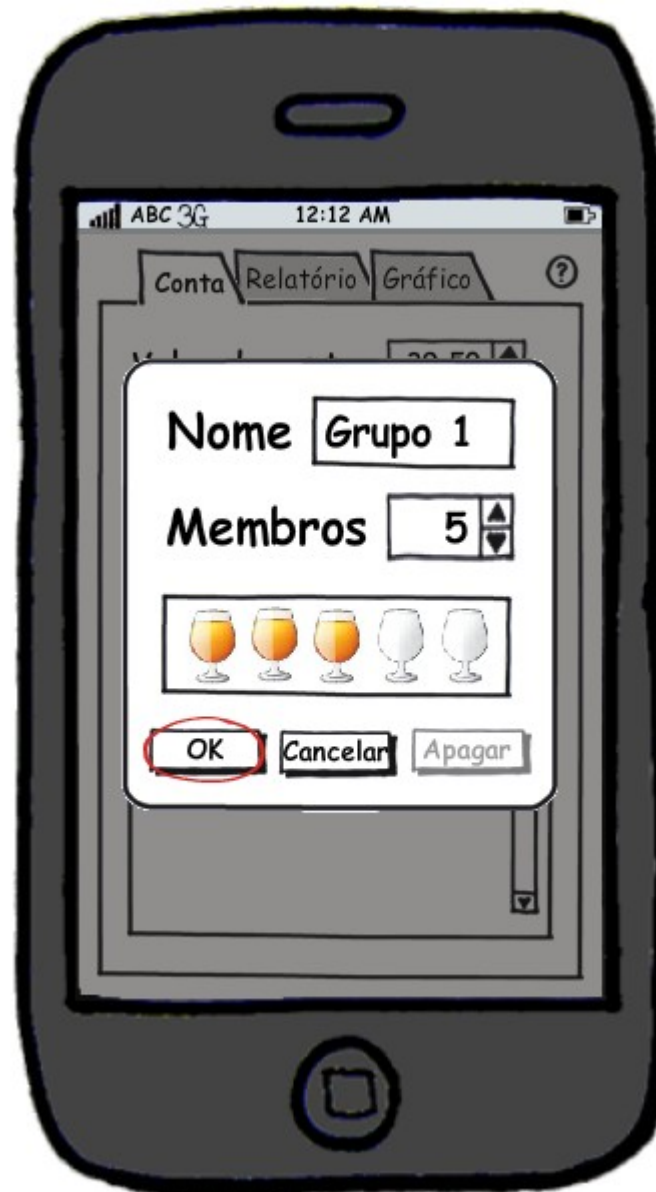 ABC 3G 12:12 AM
Conta Relatório Gráfico ?
Nome Grupo 1
Membros 5
OK Cancelar Apagar